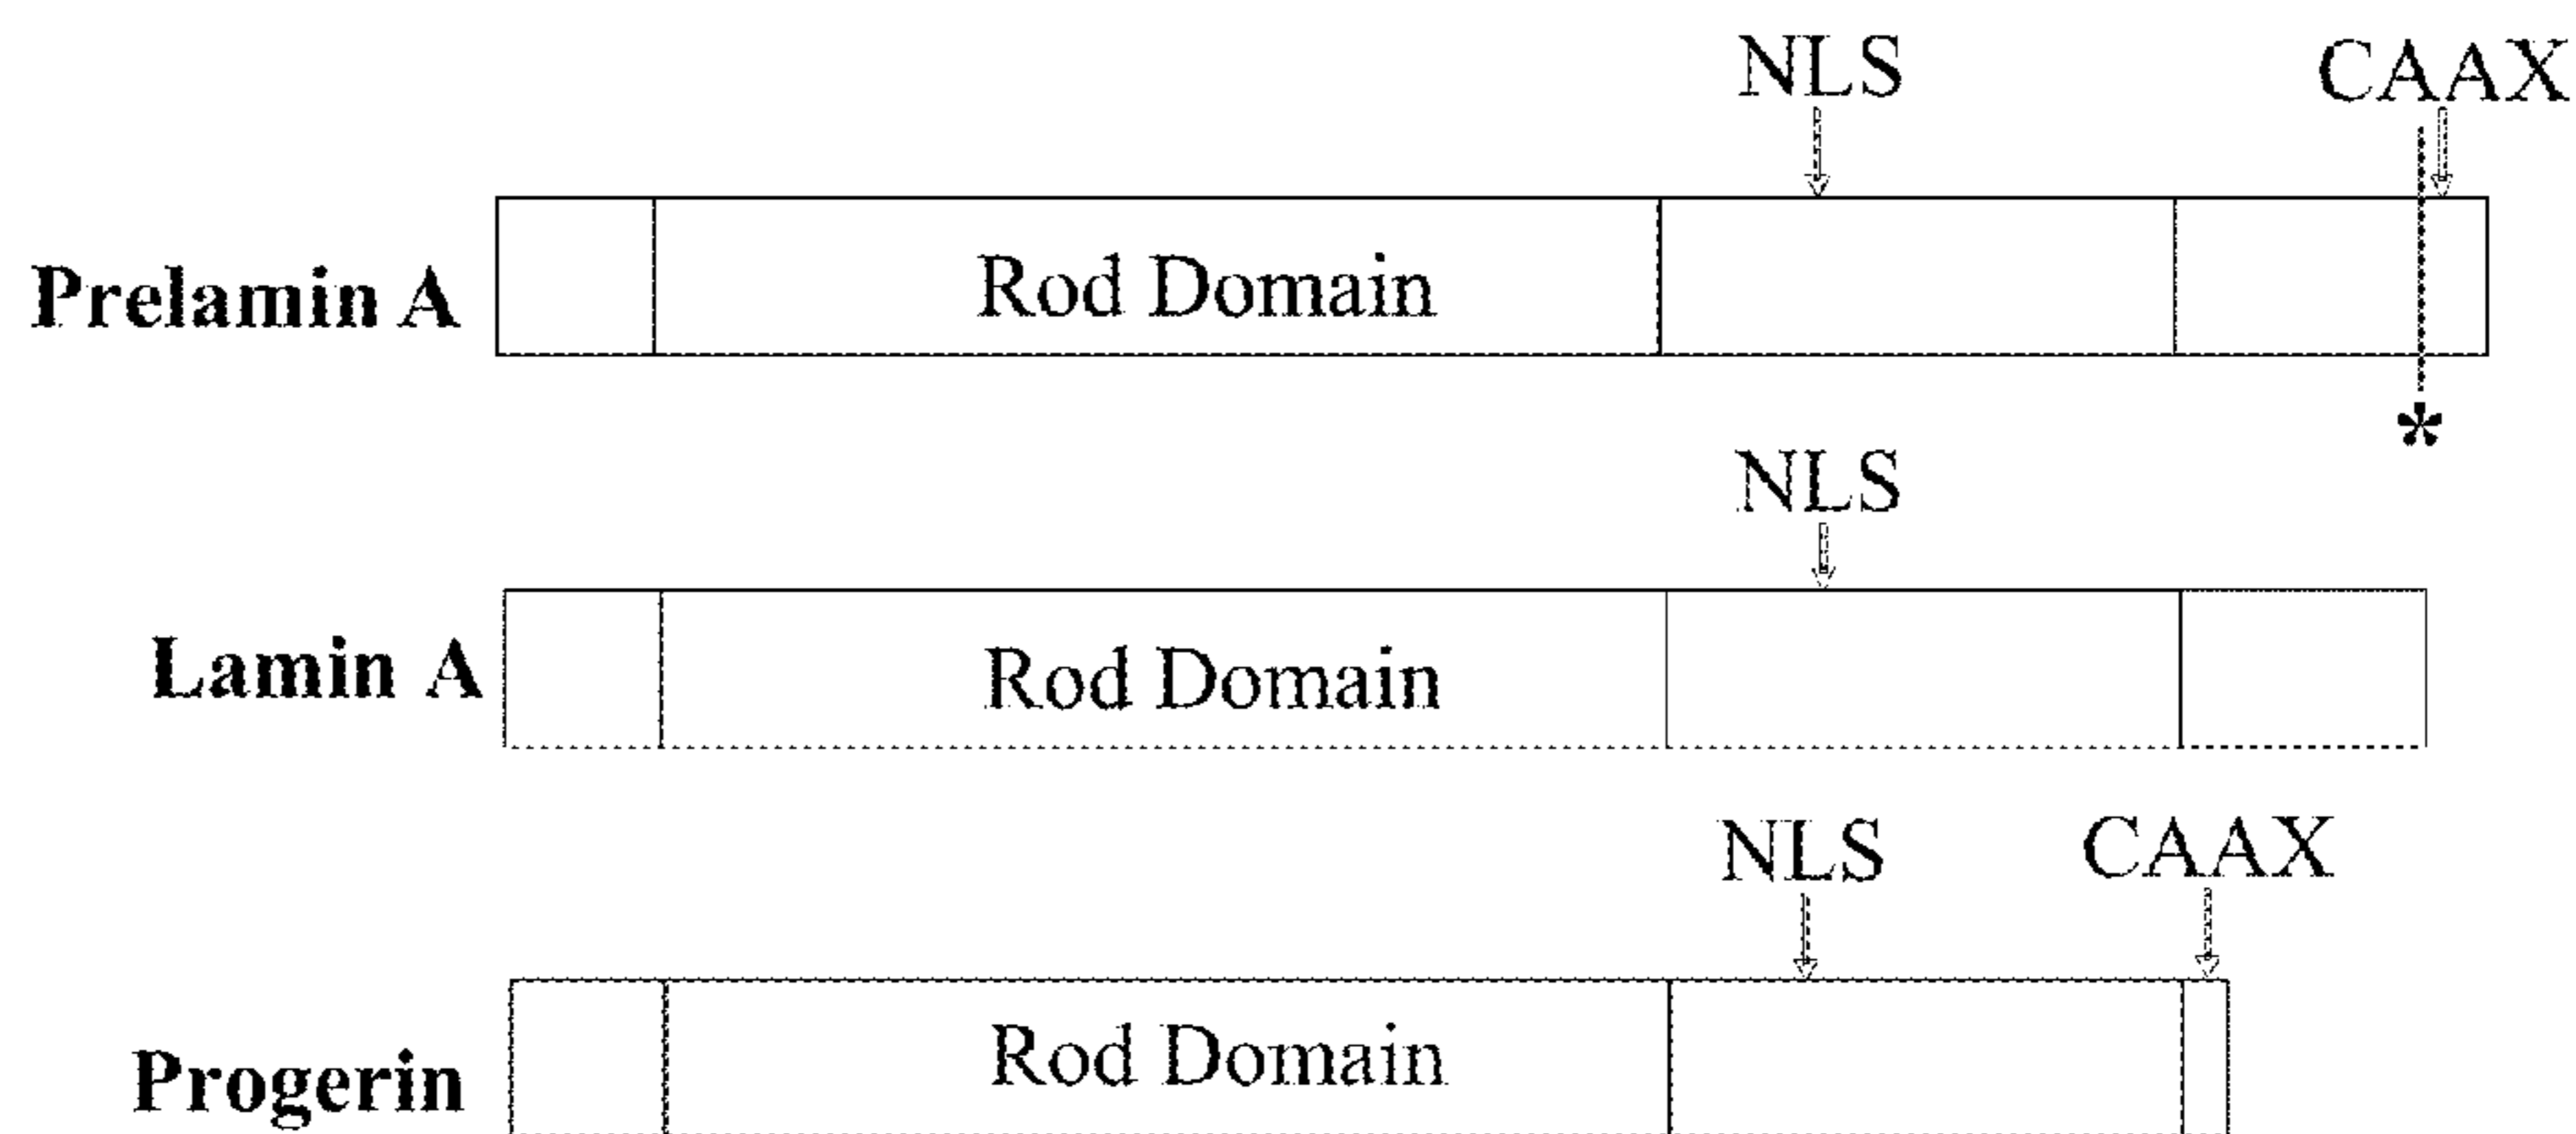 NLS CAAX
Prelamin A Rod Domain
*
NLS
Lamin A Rod Domain
NLS CAAX
Progerin Rod Domain